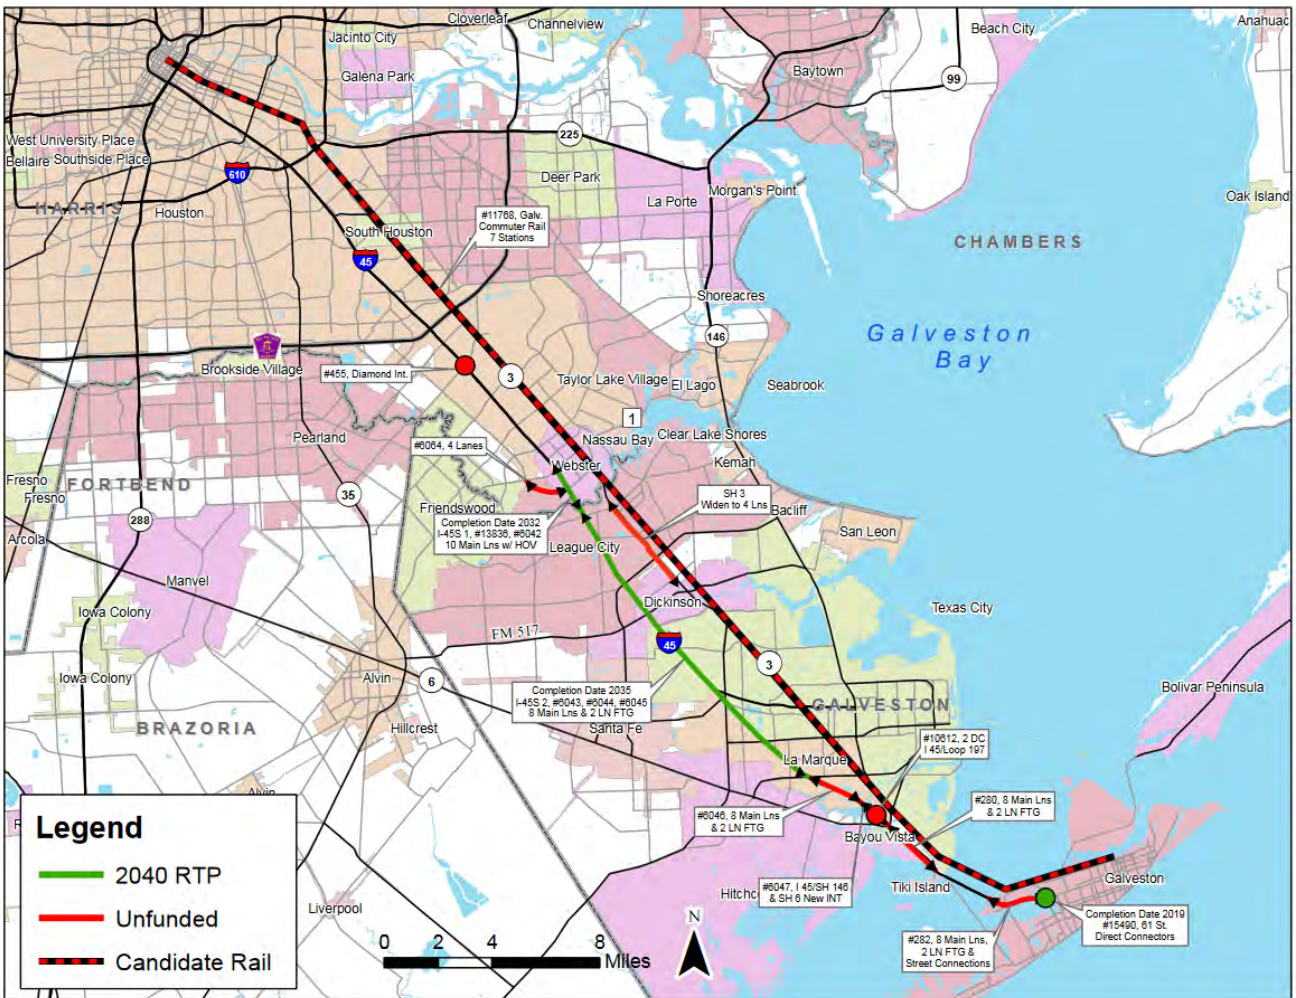 Cloverleaf
Channelview
Jacinto City
Beach City
Anahuac
Galena Park
Baytown
99
West University Place
225
Bellaire Southside Place
610
Deer Park
Morgan's Point
La Porte
Oak Island
HARRIS
Houston
#11768, Galv.
Commuter Rail
7 Stations
South Houston
CHAMBERS
45
Shoreacres
146
Galveston
Bay
Brookside Village
#455, Diamond Int.
3
Taylor Lake Village
El Lago
Seabrook
1
Pearland
#6064, 4 Lanes
Nassau Bay
Clear Lake Shores
Webster
Kemah
Fresno
Fresno
FORTBEND
35
SH 3
Widen to 4 Lns
Friendswood
Bacliff
288
Completion Date 2032
I-45S 1, #13836, #6042
10 Main Lns w/ HOV
San Leon
Arcola
League City
Manvel
Dickinson
Texas City
Iowa Colony
FM 517
45
3
Iowa Colony
Alvin
6
Completion Date 2035
I-45S 2, #6043, #6044, #6045
8 Main Lns & 2 LN FTG
Bolivar Peninsula
GALVESTON
BRAZORIA
Hillcrest
Santa Fe
#10612, 2 DC
I 45/Loop 197
La Marque
Alvin
#6046, 8 Main Lns
& 2 LN FTG
#280, 8 Main Lns
& 2 LN FTG
Bayou Vista
Legend
2040 RTP
Unfunded
Candidate Rail
Hitchc
#6047, I 45/SH 146
& SH 6 New INT
Tiki Island
Galveston
Liverpool
N
Completion Date 2019
#15490, 61 St.
Direct Connectors
0 4 4 8
Miles
#282, 8 Main Lns,
2 LN FTG &
Street Connections